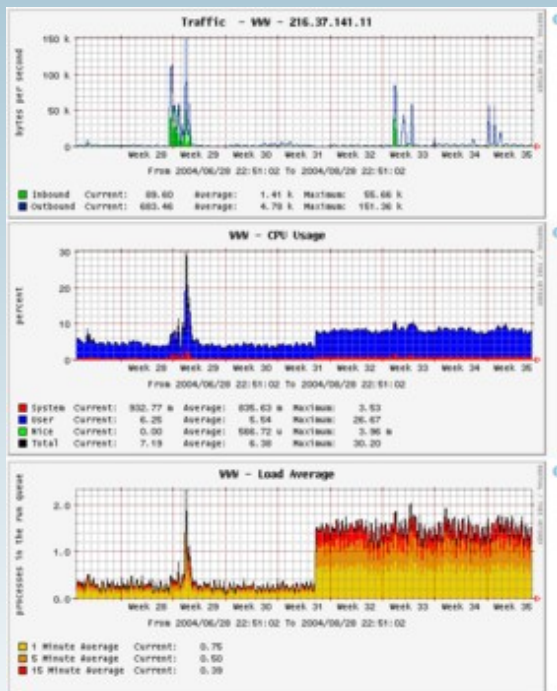 Traffic - WWW - 216.37.141.11
bytes per second
150 k
100 k
50 k
0
Week 28 Week 29 Week 30 Week 31 Week 32 Week 33 Week 34 Week 35
From 2004/06/28 22:51:02 To 2004/08/28 22:51:02
Inbound Current: 89.60 Average: 1.41 k Maximum: 55.66 k
Outbound Current: 683.46 Average: 4.78 k Maximum: 151.36 k
WWW - CPU Usage
percent
30
20
10
0
Week 28 Week 29 Week 30 Week 31 Week 32 Week 33 Week 34 Week 35
From 2004/06/28 22:51:02 To 2004/08/28 22:51:02
System Current: 932.77 m Average: 835.63 m Maximum: 3.53
User Current: 6.25 Average: 5.54 Maximum: 26.67
Nice Current: 0.00 Average: 566.72 u Maximum: 3.96 m
Total Current: 7.19 Average: 6.38 Maximum: 30.20
WWW - Load Average
processes in the run queue
2.0
1.0
0.0
Week 28 Week 29 Week 30 Week 31 Week 32 Week 33 Week 34 Week 35
From 2004/06/28 22:51:02 To 2004/08/28 22:51:02
1 Minute Average Current: 0.75
5 Minute Average Current: 0.50
15 Minute Average Current: 0.39